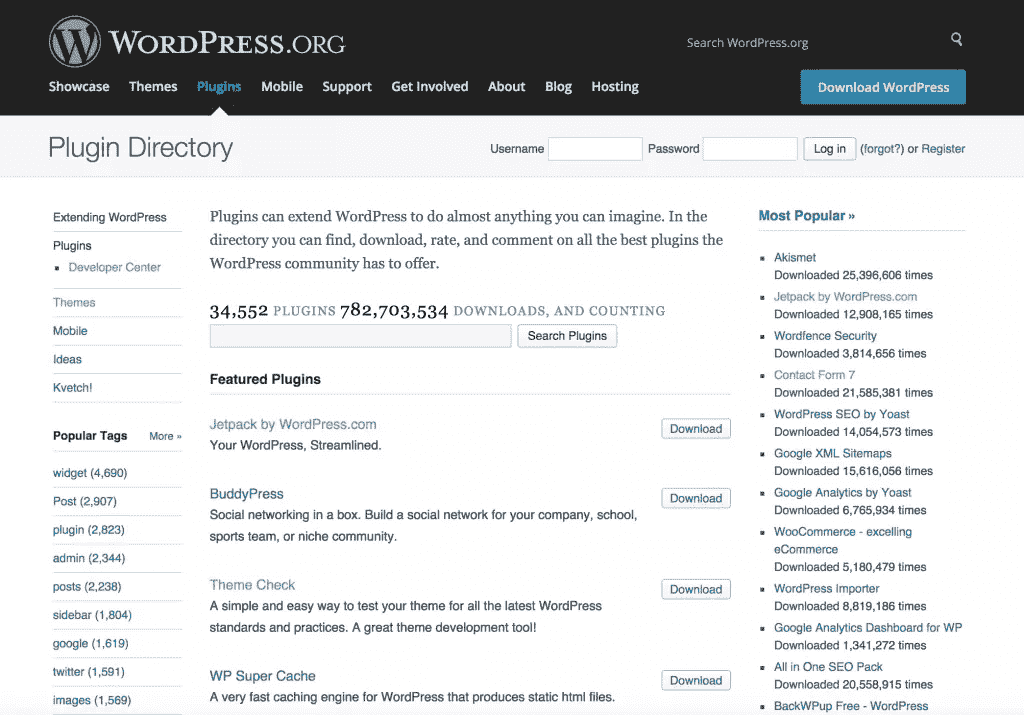 WORDPRESS.ORG
Search WordPress.org
Showcase Themes Plugins Mobile Support Get Involved About Blog Hosting
Download WordPress
Plugin Directory
Username Password Log in (forgot?) or Register
Extending WordPress
Plugins
Developer Center
Themes
Mobile
Ideas
Kvetch!
Popular Tags More »
widget (4,690)
Post (2,907)
plugin (2,823)
admin (2,344)
posts (2,238)
sidebar (1,804)
google (1,619)
twitter (1,591)
images (1,569)
Plugins can extend WordPress to do almost anything you can imagine. In the
directory you can find, download, rate, and comment on all the best plugins the
WordPress community has to offer.
34,552 PLUGINS 782,703,534 DOWNLOADS, AND COUNTING
Search Plugins
Featured Plugins
Jetpack by WordPress.com
Download
Your WordPress, Streamlined.
BuddyPress
Download
Social networking in a box. Build a social network for your company, school,
sports team, or niche community.
Theme Check
Download
A simple and easy way to test your theme for all the latest WordPress
standards and practices. A great theme development tool!
WP Super Cache
Download
A very fast caching engine for WordPress that produces static html files.
Most Popular »
Akismet
Downloaded 25,396,606 times
Jetpack by WordPress.com
Downloaded 12,908,165 times
Wordfence Security
Downloaded 3,814,656 times
Contact Form 7
Downloaded 21,585,381 times
WordPress SEO by Yoast
Downloaded 14,054,573 times
Google XML Sitemaps
Downloaded 15,616,056 times
Google Analytics by Yoast
Downloaded 6,765,934 times
WooCommerce - excelling
eCommerce
Downloaded 5,180,479 times
WordPress Importer
Downloaded 8,819,186 times
Google Analytics Dashboard for WP
Downloaded 1,341,272 times
All in One SEO Pack
Downloaded 20,558,915 times
BackWPup Free - WordPress